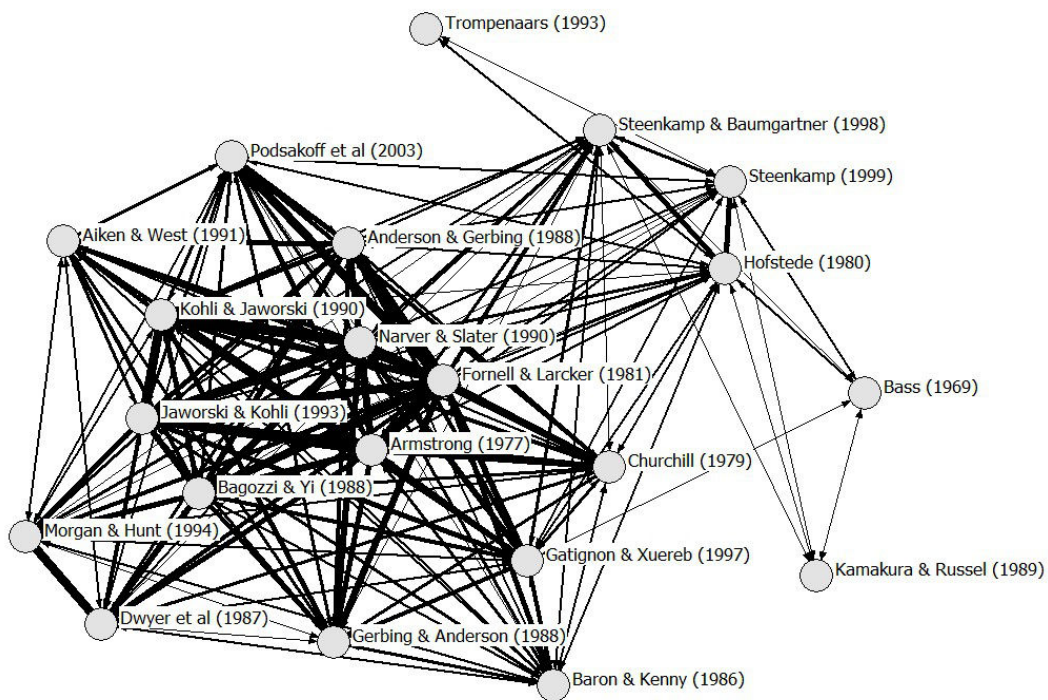 Trompenaars (1993)
Steenkamp & Baumgartner (1998)
Podsakoff et al (2003)
Steenkamp (1999)
Aiken & West (1991)
Anderson & Gerbing (1988)
Hofstede (1980)
Kohli & Jaworski (1990)
Narver & Slater (1990)
Fornell & Larcker (1981)
Bass (1969)
Jaworski & Kohli (1993)
Armstrong (1977)
Churchill (1979)
Bagozzi & Yi (1988)
Morgan & Hunt (1994)
Gatignon & Xuereb (1997)
Kamakura & Russel (1989)
Dwyer et al (1987)
Gerbing & Anderson (1988)
Baron & Kenny (1986)